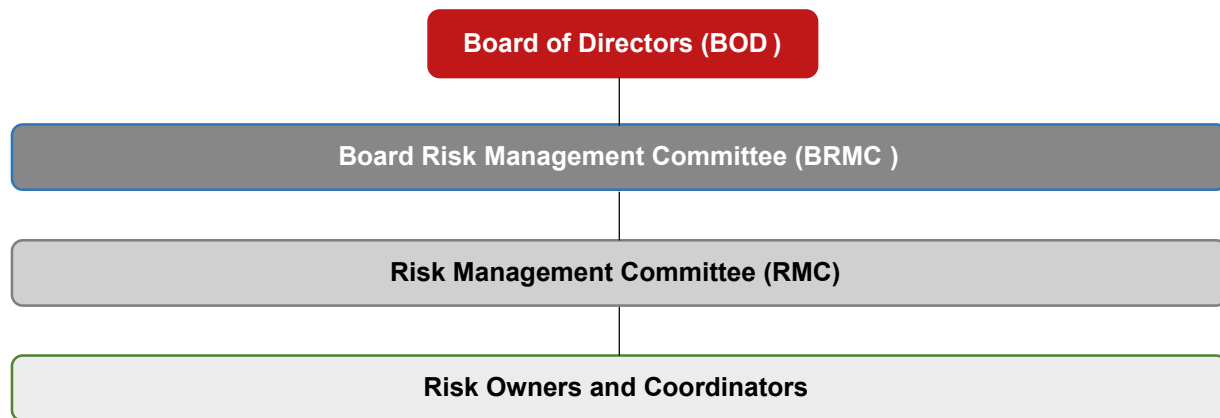 Board of Directors (BOD )
Board Risk Management Committee (BRMC )
Risk Management Committee (RMC)
Risk Owners and Coordinators